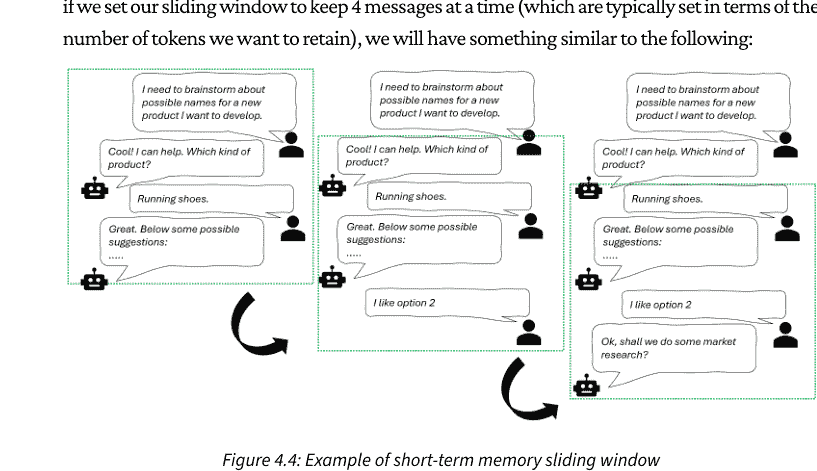 if we set our sliding window to keep 4 messages at a time (which are typically set in terms of the
number of tokens we want to retain), we will have something similar to the following:
I need to brainstorm about
possible names for a new
product I want to develop.
Cool! I can help. Which kind of
product?
Running shoes.
Great. Below some possible
suggestions:
.....
I need to brainstorm about
possible names for a new
product I want to develop.
Cool! I can help. Which kind of
product?
Running shoes.
Great. Below some possible
suggestions:
.....
I like option 2
I need to brainstorm about
possible names for a new
product I want to develop.
Cool! I can help. Which kind of
product?
Running shoes.
Great. Below some possible
suggestions:
.....
I like option 2
Ok, shall we do some market
research?
Figure 4.4: Example of short-term memory sliding window